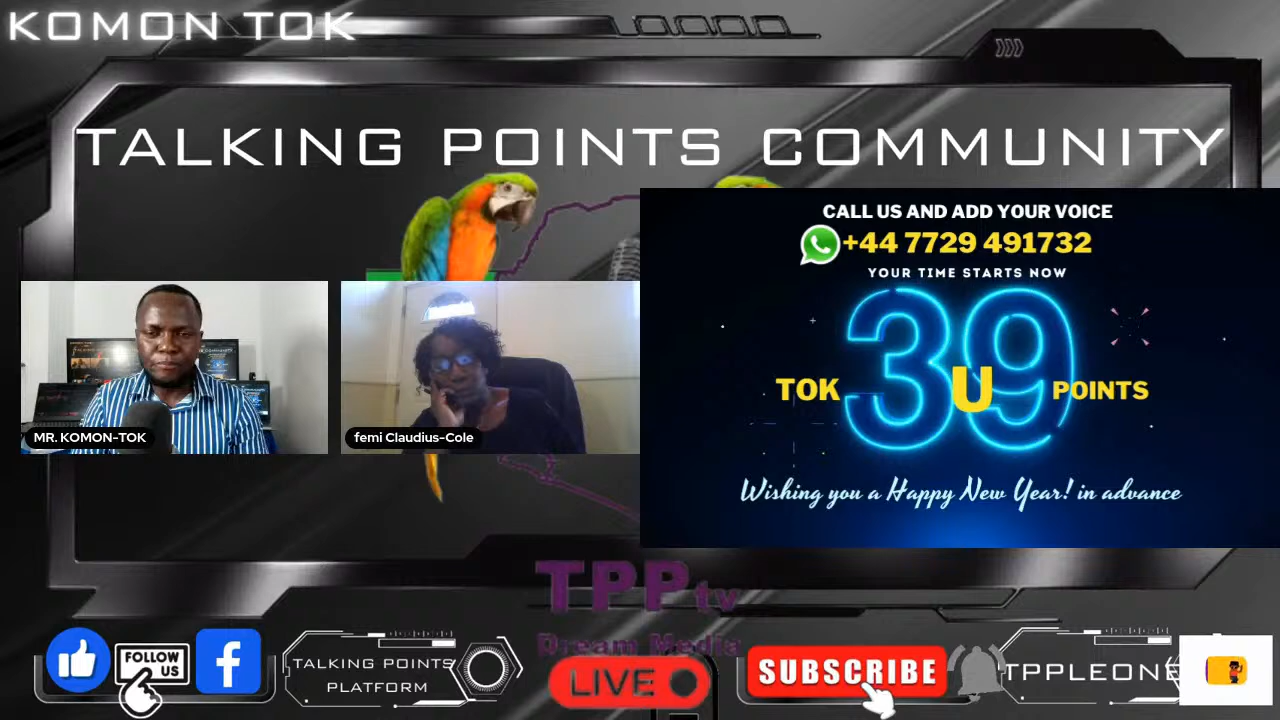 KOMON TOK
TALKING POINTS COMMUNITY
CALL US AND ADD YOUR VOICE
+44 7729 491732
YOUR TIME STARTS NOW
39
TOK U POINTS
Wishing you a Happy New Year! in advance
MR. KOMON-TOK
femi Claudius-Cole
TPP tv
Dream Media
FOLLOW US
TALKING POINTS
PLATFORM
LIVE
SUBSCRIBE
TPPLEONE